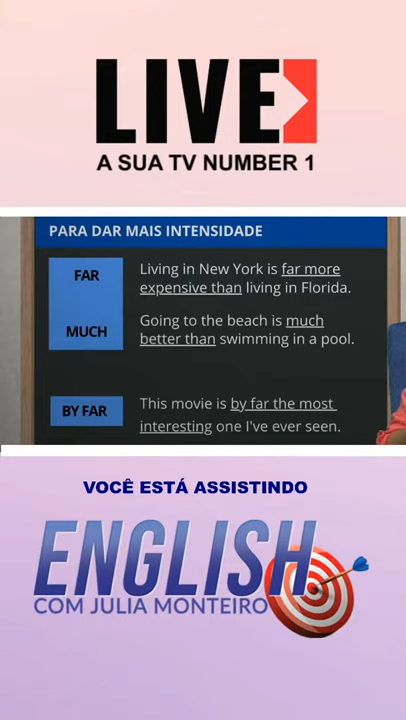 LIVE
A SUA TV NUMBER 1
PARA DAR MAIS INTENSIDADE
FAR
Living in New York is far more
expensive than living in Florida.
MUCH
Going to the beach is much
better than swimming in a pool.
BY FAR
This movie is by far the most
interesting one I've ever seen.
VOCÊ ESTÁ ASSISTINDO
ENGLISH
COM JULIA MONTEIRO